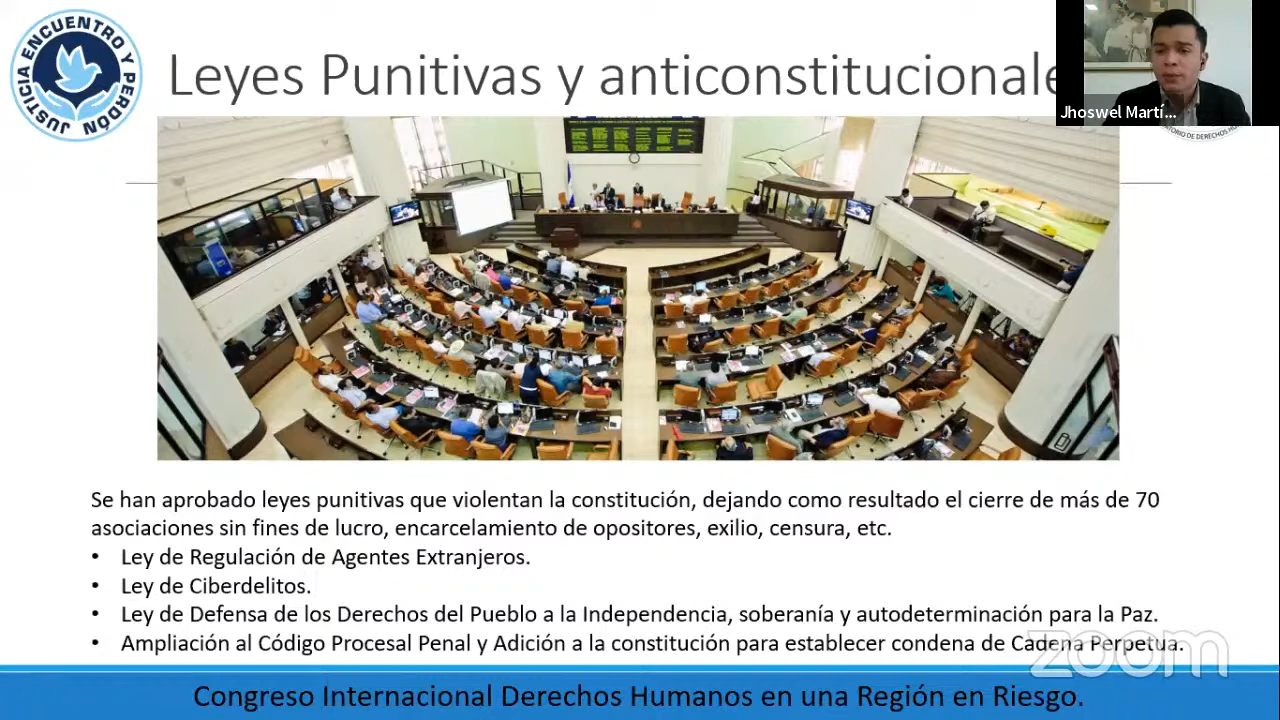 ENCUENTRO Y PERDÓN
JUSTICIA
Leyes Punitivas y anticonstitucionale
Jhoswel Martí...
DE DERECHOS
Se han aprobado leyes punitivas que violentan la constitución, dejando como resultado el cierre de más de 70
asociaciones sin fines de lucro, encarcelamiento de opositores, exilio, censura, etc.
• Ley de Regulación de Agentes Extranjeros.
• Ley de Ciberdelitos.
• Ley de Defensa de los Derechos del Pueblo a la Independencia, soberanía y autodeterminación para la Paz.
• Ampliación al Código Procesal Penal y Adición a la constitución para establecer condena de Cadena Perpetua.
zoom
Congreso Internacional Derechos Humanos en una Región en Riesgo.